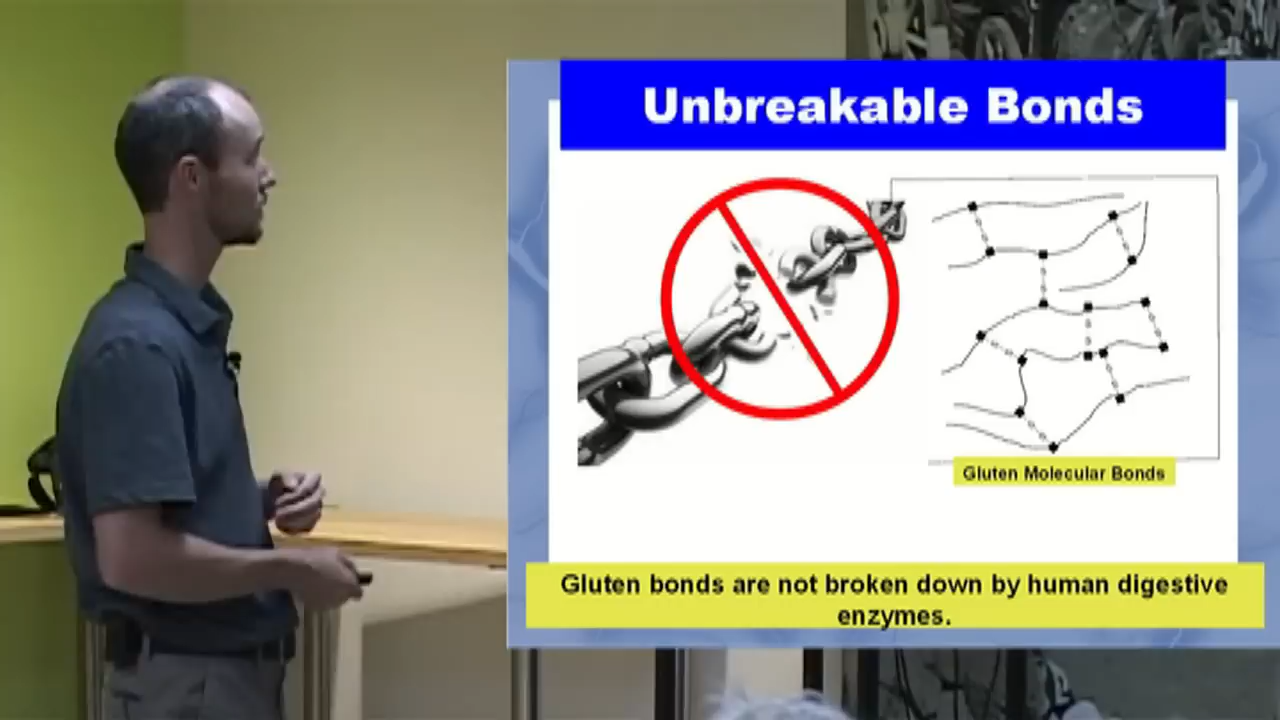 Unbreakable Bonds
Gluten Molecular Bonds
Gluten bonds are not broken down by human digestive
enzymes.